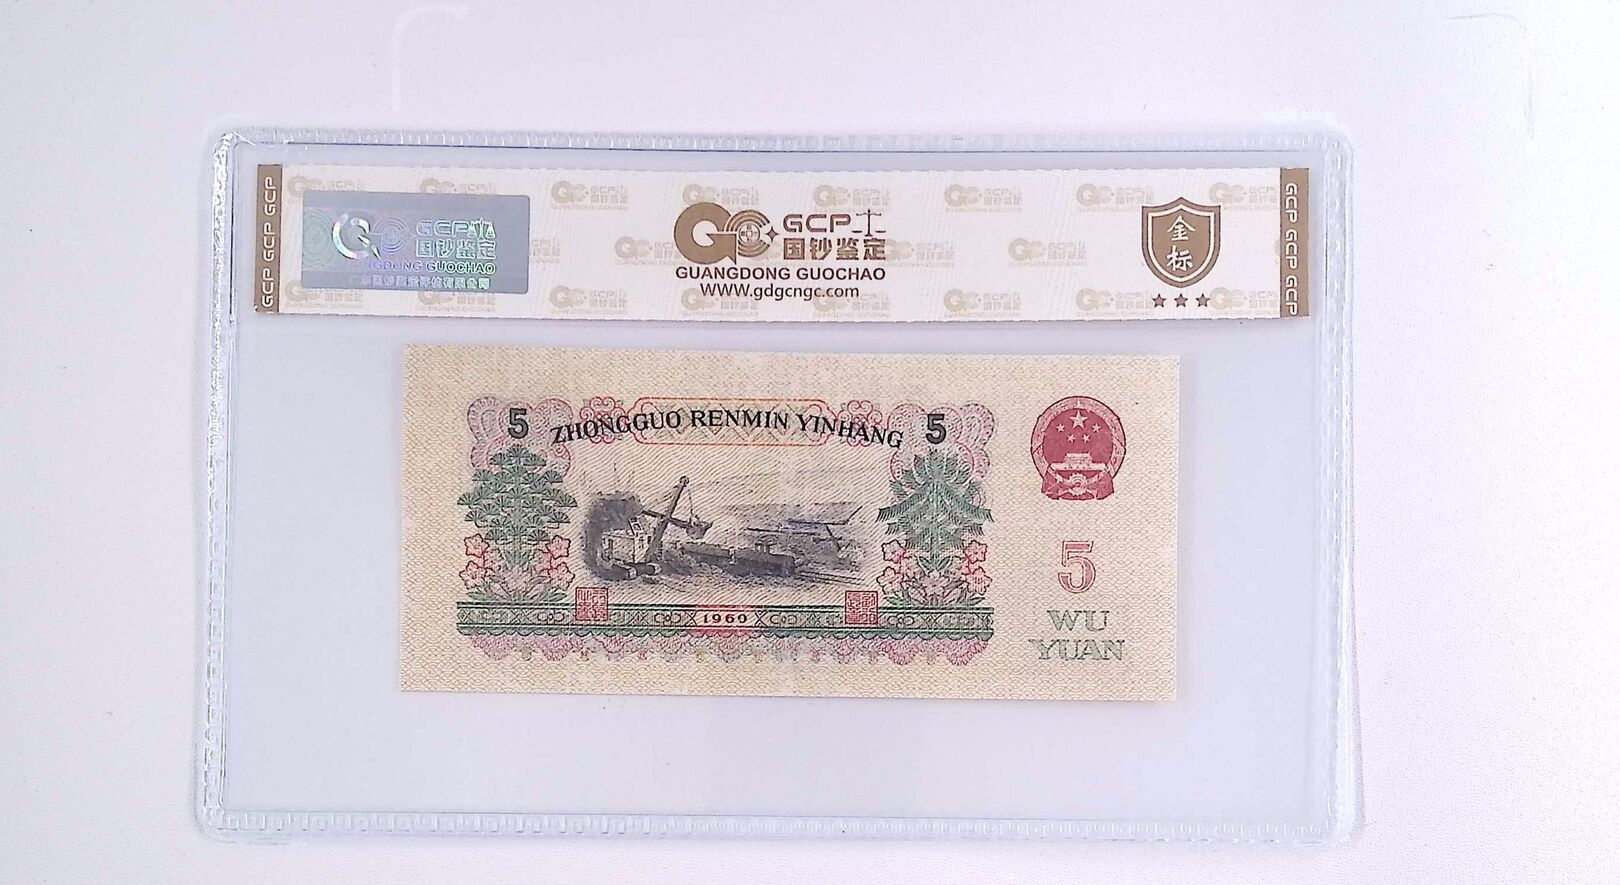 GCP GCP GCP
GCP
国钞鉴定
GUANGDONG GUOCHAO
GCP
国钞鉴定
GUANGDONG GUOCHAO
WWW.gdgcngc.com
金
标
GCP GCP GCP GCP
5
ZHONGGUO RENMIN YINHANG
5
5
WU
YUAN
1960